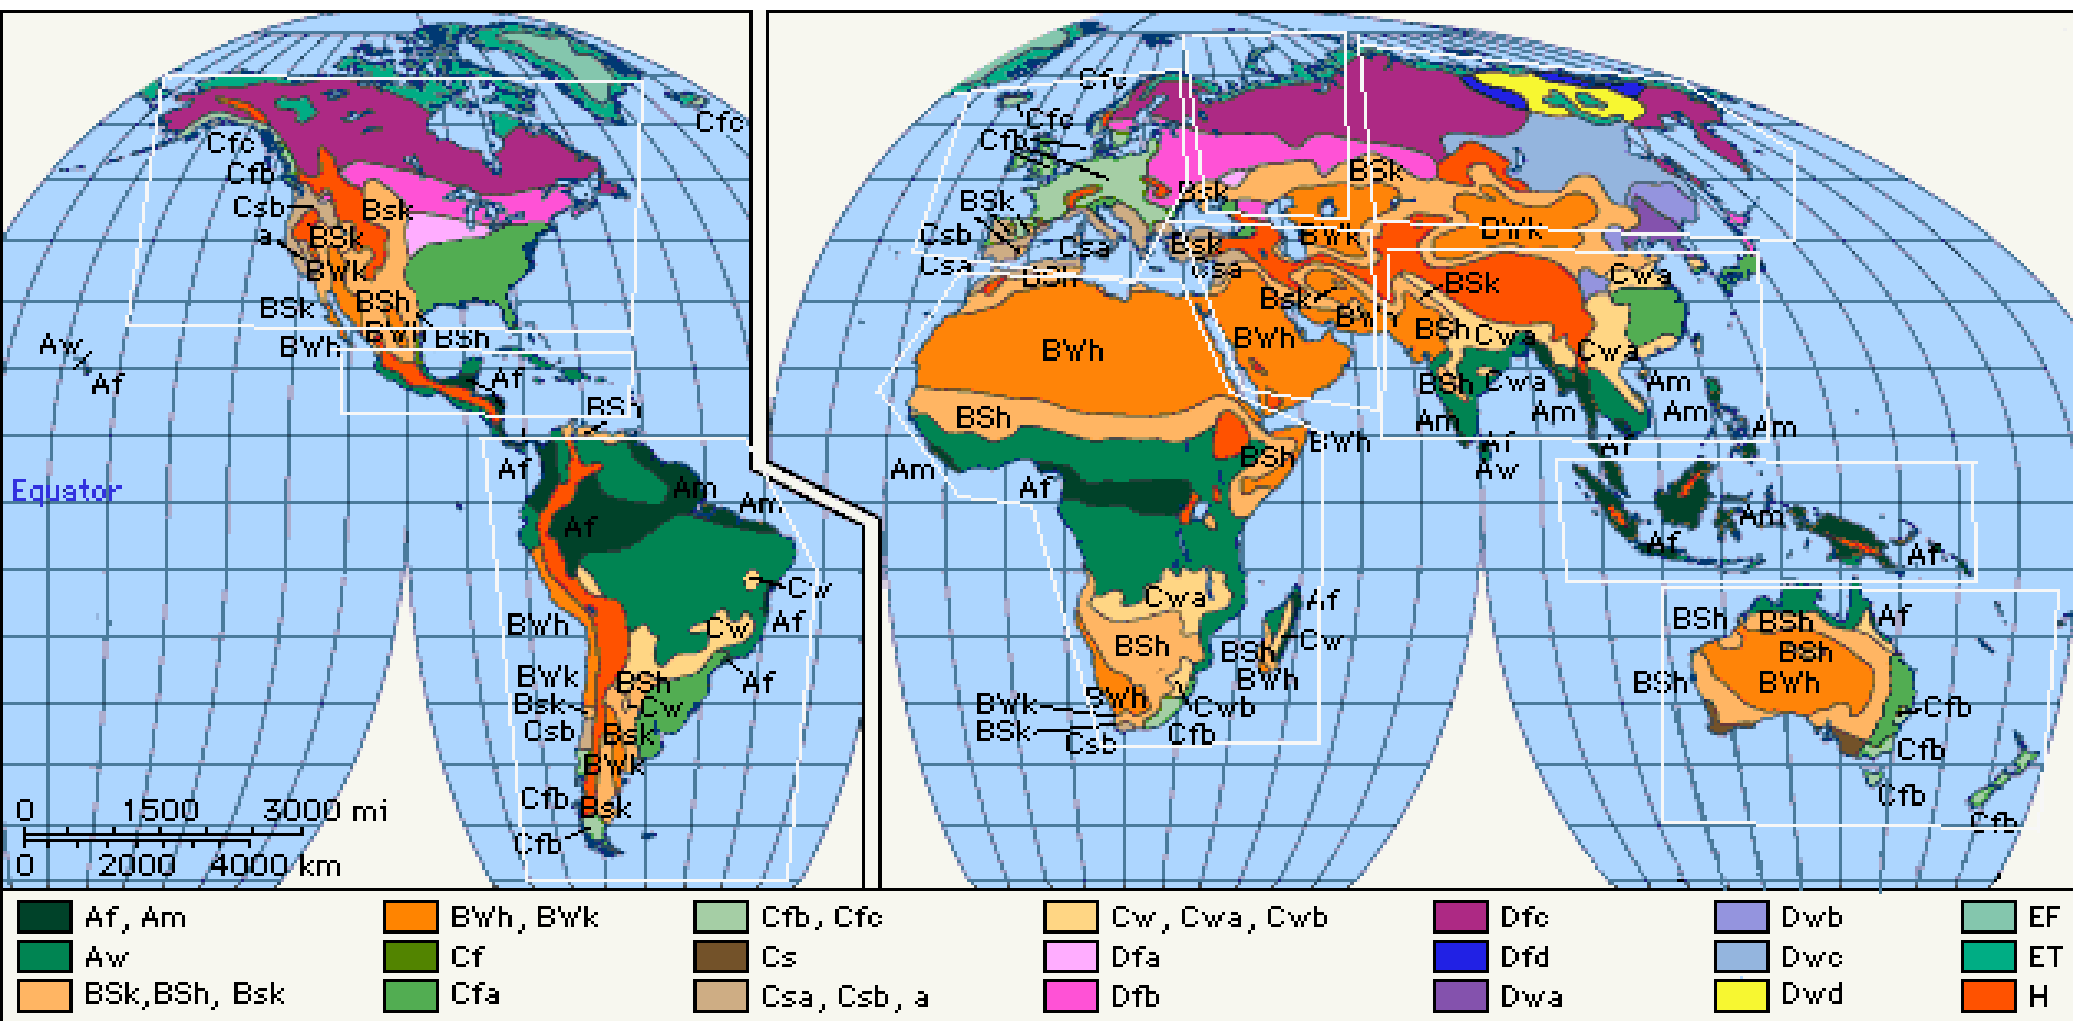 Cfc
Cfc
Cfb
Csb
a
Bsk
BSk
BWk
BSk
BSh
BWh
BWh
BSh
Aw
Af
Af
BSh
Equator
Af
Am
Am
Af
Cw
Af
Cw
BWh
Af
BWk
BSh
Bsk
Cw
Csb
Bsk
BWk
Cfb
Bsk
Cfb
0 1500 3000 mi
0 2000 4000 km
Cfc
Cfc
Cfb
BSk
Bsk
BSk
Csb
Csa
Bsk
BWk
BWk
Csa
Csa
BSh
Bsk
BSk
Cwa
BWh
BWh
BWh
BSh
Cwa
Cwa
BSh
BSh
Cwa
Am
Am
Am
Am
Am
BWh
BSh
Af
Af
Aw
Am
Af
Am
Af
Af
Cwa
Af
BSh
Cw
BSh
BWh
BWh
BWk
Cwb
BSk
Csb
Cfb
BSh
BSh
Af
BSh
BSh
BWh
Cfb
Cfb
Cfb
Cfb
Af, Am
BWh, BWk
Cfb, Cfc
Cw, Cwa, Cwb
Dfc
Dwb
EF
Aw
Cf
Cs
Dfa
Dfd
Dwc
ET
BSk,BSh, Bsk
Cfa
Csa, Csb, a
Dfb
Dwa
Dwd
H